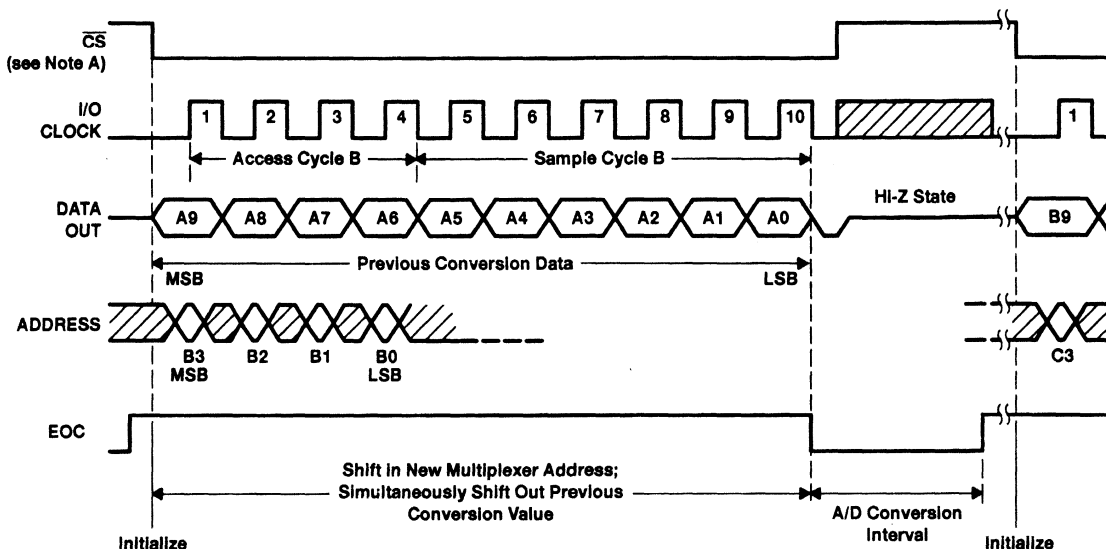 CS
(see Note A)
I/O
CLOCK
1 2 3 4 5 6 7 8 9 10 1
Access Cycle B
Sample Cycle B
DATA
OUT
A9 A8 A7 A6 A5 A4 A3 A2 A1 A0
Hi-Z State
B9
Previous Conversion Data
MSB
LSB
ADDRESS
B3 B2 B1 B0 C3
MSB LSB
EOC
Shift in New Multiplexer Address;
Simultaneously Shift Out Previous
Conversion Value
A/D Conversion
Interval
Initialize
Initialize